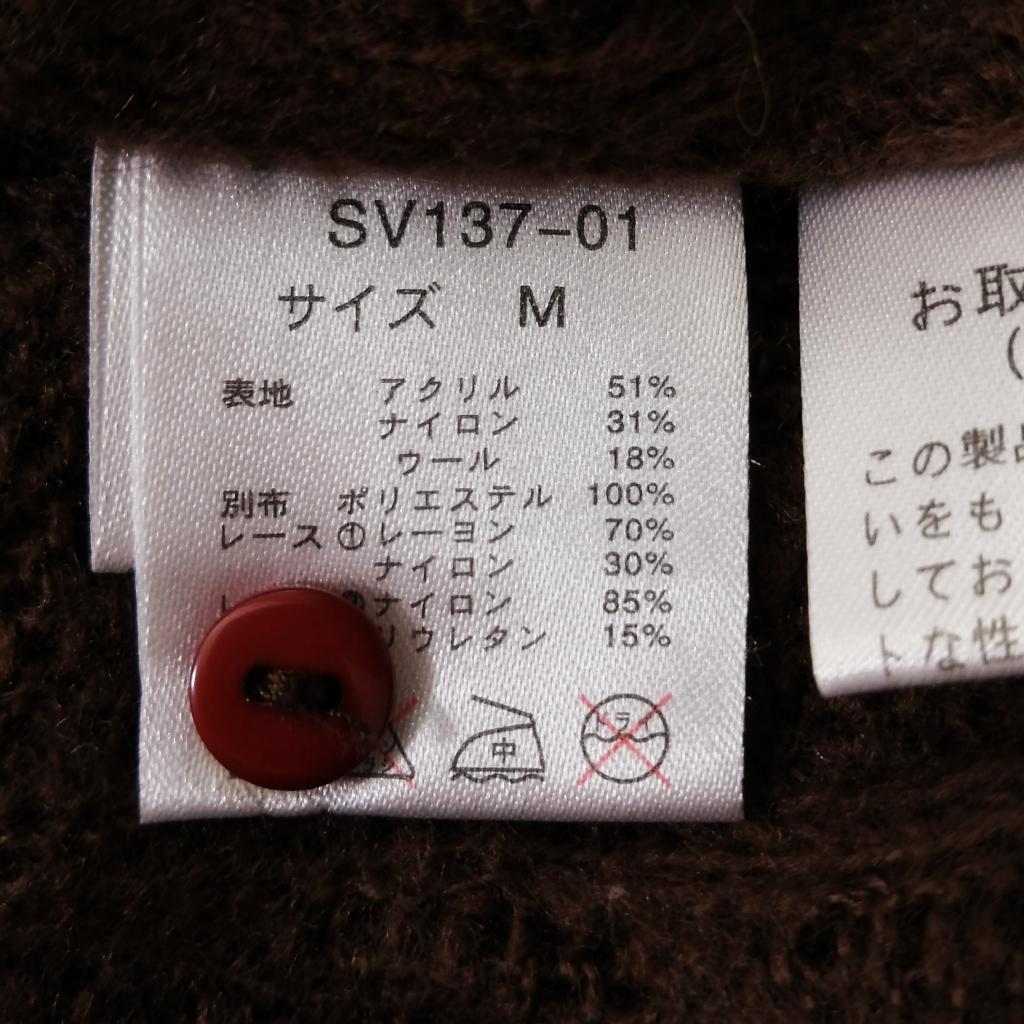 SV137-01
サイズ M
表地 アクリル 51%
ナイロン 31%
ウール 18%
別布 ポリエステル 100%
レース ①レーヨン 70%
ナイロン 30%
ナイロン 85%
ウレタン 15%
中
ラ
お取
(
この製品
いをも
してお
トな性